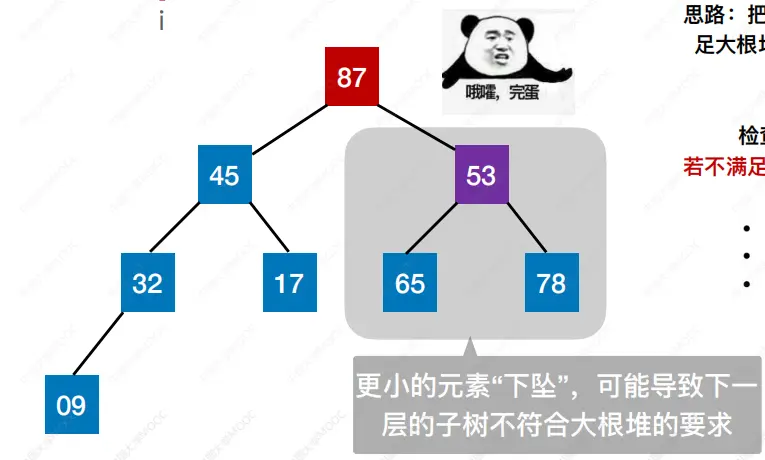 i
思路：把
足大根堆
87
哦嚯，完蛋
检查
若不满足
45
53
•
•
•
32
17
65
78
更小的元素“下坠”，可能导致下一
层的子树不符合大根堆的要求
09